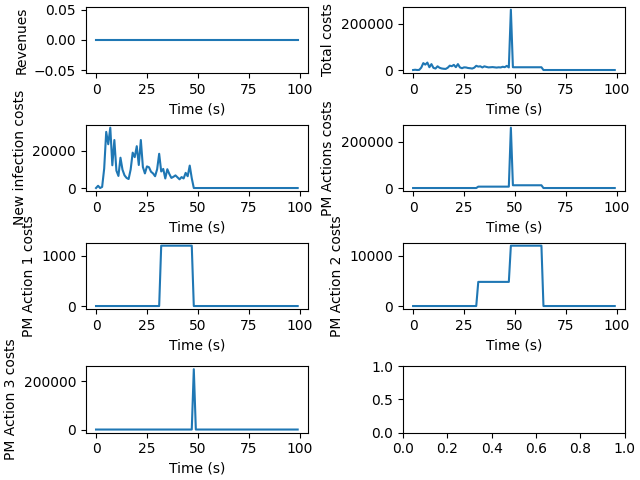 Revenues
0.05
0.00
−0.05
0 25 50 75 100
Time (s)
Total costs
200000
0
0 25 50 75 100
Time (s)
New infection costs
20000
0
0 25 50 75 100
Time (s)
PM Actions costs
200000
0
0 25 50 75 100
Time (s)
PM Action 1 costs
1000
0
0 25 50 75 100
Time (s)
PM Action 2 costs
10000
0
0 25 50 75 100
Time (s)
PM Action 3 costs
200000
0
0 25 50 75 100
Time (s)
1.0
0.5
0.0
0.0 0.2 0.4 0.6 0.8 1.0